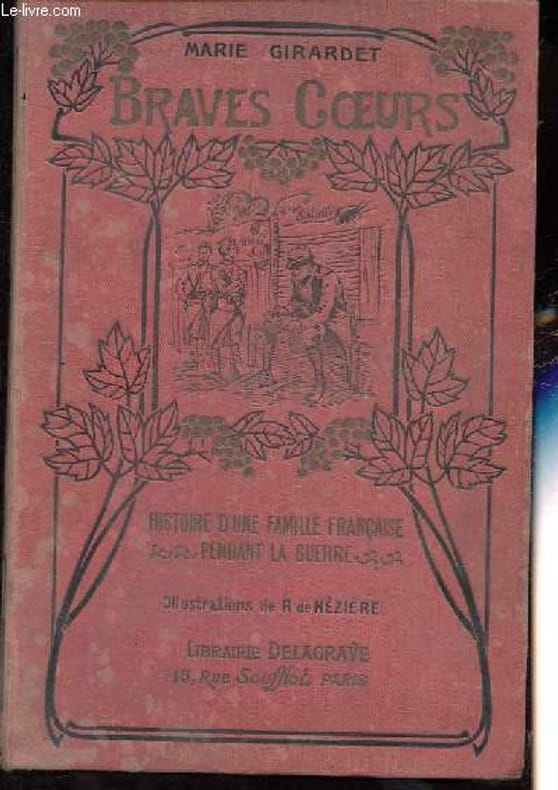 Le-livre.com
MARIE GIRARDET
BRAVES CŒURS
HISTOIRE D'UNE FAMILLE FRANÇAISE
PENDANT LA GUERRE
Illustrations de R de NÉZIÈRE
LIBRAIRIE DELAGRAVE
15, RUE Soufflot, PARIS